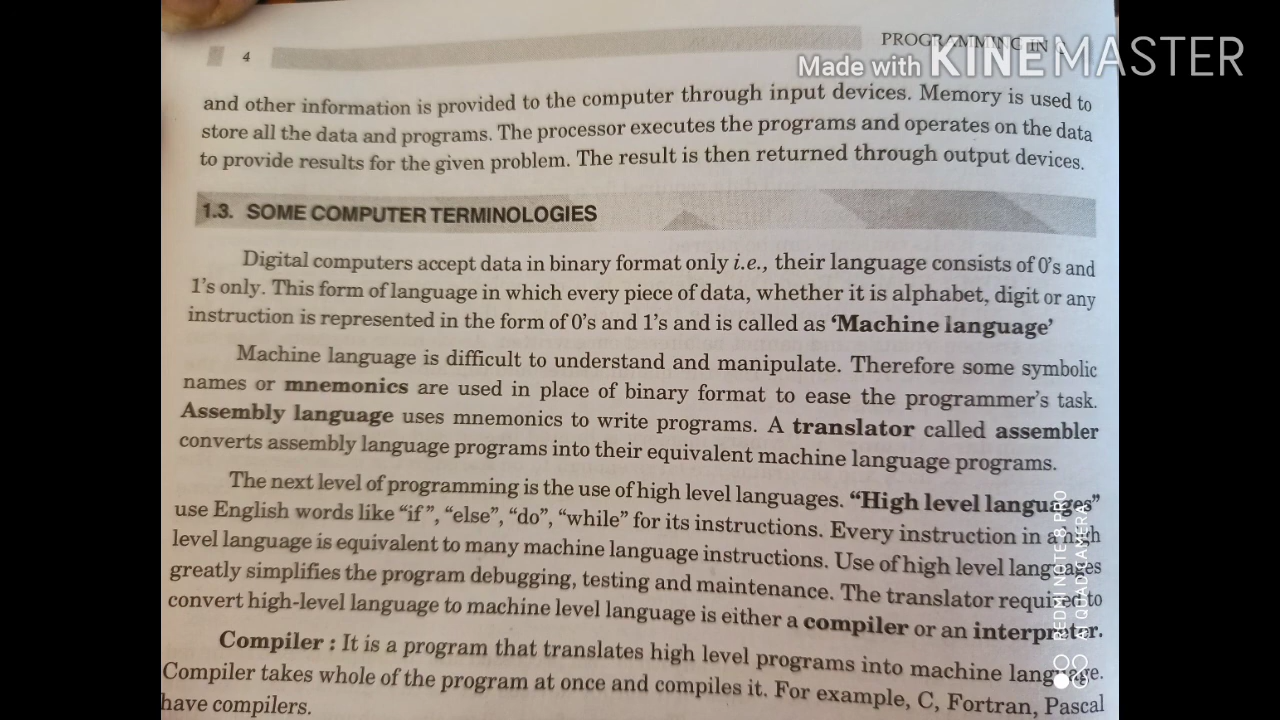 4
PROGRAMMING IN
Made with KINEMASTER
and other information is provided to the computer through input devices. Memory is used to
store all the data and programs. The processor executes the programs and operates on the data
to provide results for the given problem. The result is then returned through output devices.
1.3. SOME COMPUTER TERMINOLOGIES
Digital computers accept data in binary format only i.e., their language consists of 0's and
1's only. This form of language in which every piece of data, whether it is alphabet, digit or any
instruction is represented in the form of 0's and 1's and is called as ‘Machine language’
Machine language is difficult to understand and manipulate. Therefore some symbolic
names or mnemonics are used in place of binary format to ease the programmer's task.
Assembly language uses mnemonics to write programs. A translator called assembler
converts assembly language programs into their equivalent machine language programs.
The next level of programming is the use of high level languages. “High level languages”
use English words like “if”, “else”, “do”, “while” for its instructions. Every instruction in a high
level language is equivalent to many machine language instructions. Use of high level languages
greatly simplifies the program debugging, testing and maintenance. The translator required to
convert high-level language to machine level language is either a compiler or an interpreter.
Compiler : It is a program that translates high level programs into machine language.
Compiler takes whole of the program at once and compiles it. For example, C, Fortran, Pascal
have compilers.
REDMI NOTE 8 PRO
AI QUAD CAMERA